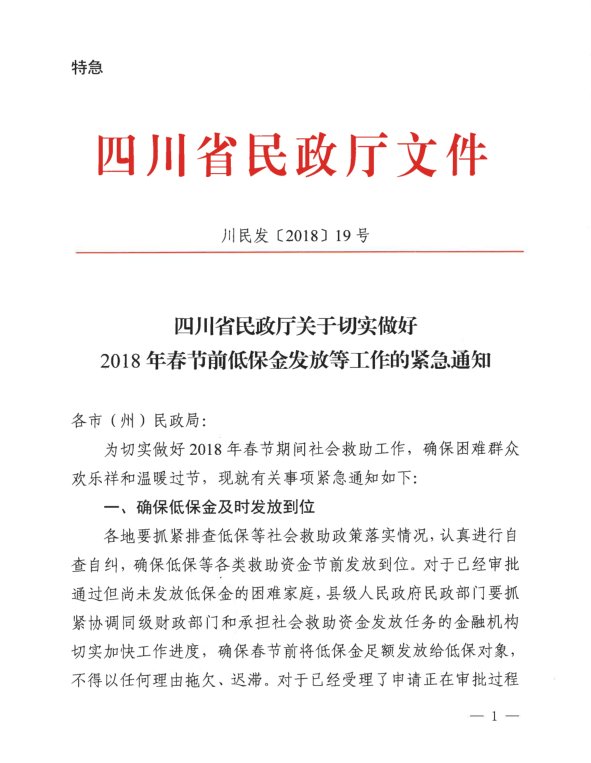 特急
四川省民政厅文件
川民发〔2018〕19 号
四川省民政厅关于切实做好
2018 年春节前低保金发放等工作的紧急通知
各市（州）民政局：
为切实做好 2018 年春节期间社会救助工作，确保困难群众
欢乐祥和温暖过节，现就有关事项紧急通知如下：
一、确保低保金及时发放到位
各地要抓紧排查低保等社会救助政策落实情况，认真进行自
查自纠，确保低保等各类救助资金节前发放到位。对于已经审批
通过但尚未发放低保金的困难家庭，县级人民政府民政部门要抓
紧协调同级财政部门和承担社会救助资金发放任务的金融机构
切实加快工作进度，确保春节前将低保金足额发放给低保对象，
不得以任何理由拖欠、迟滞。对于已经受理了申请正在审批过程
— 1 —